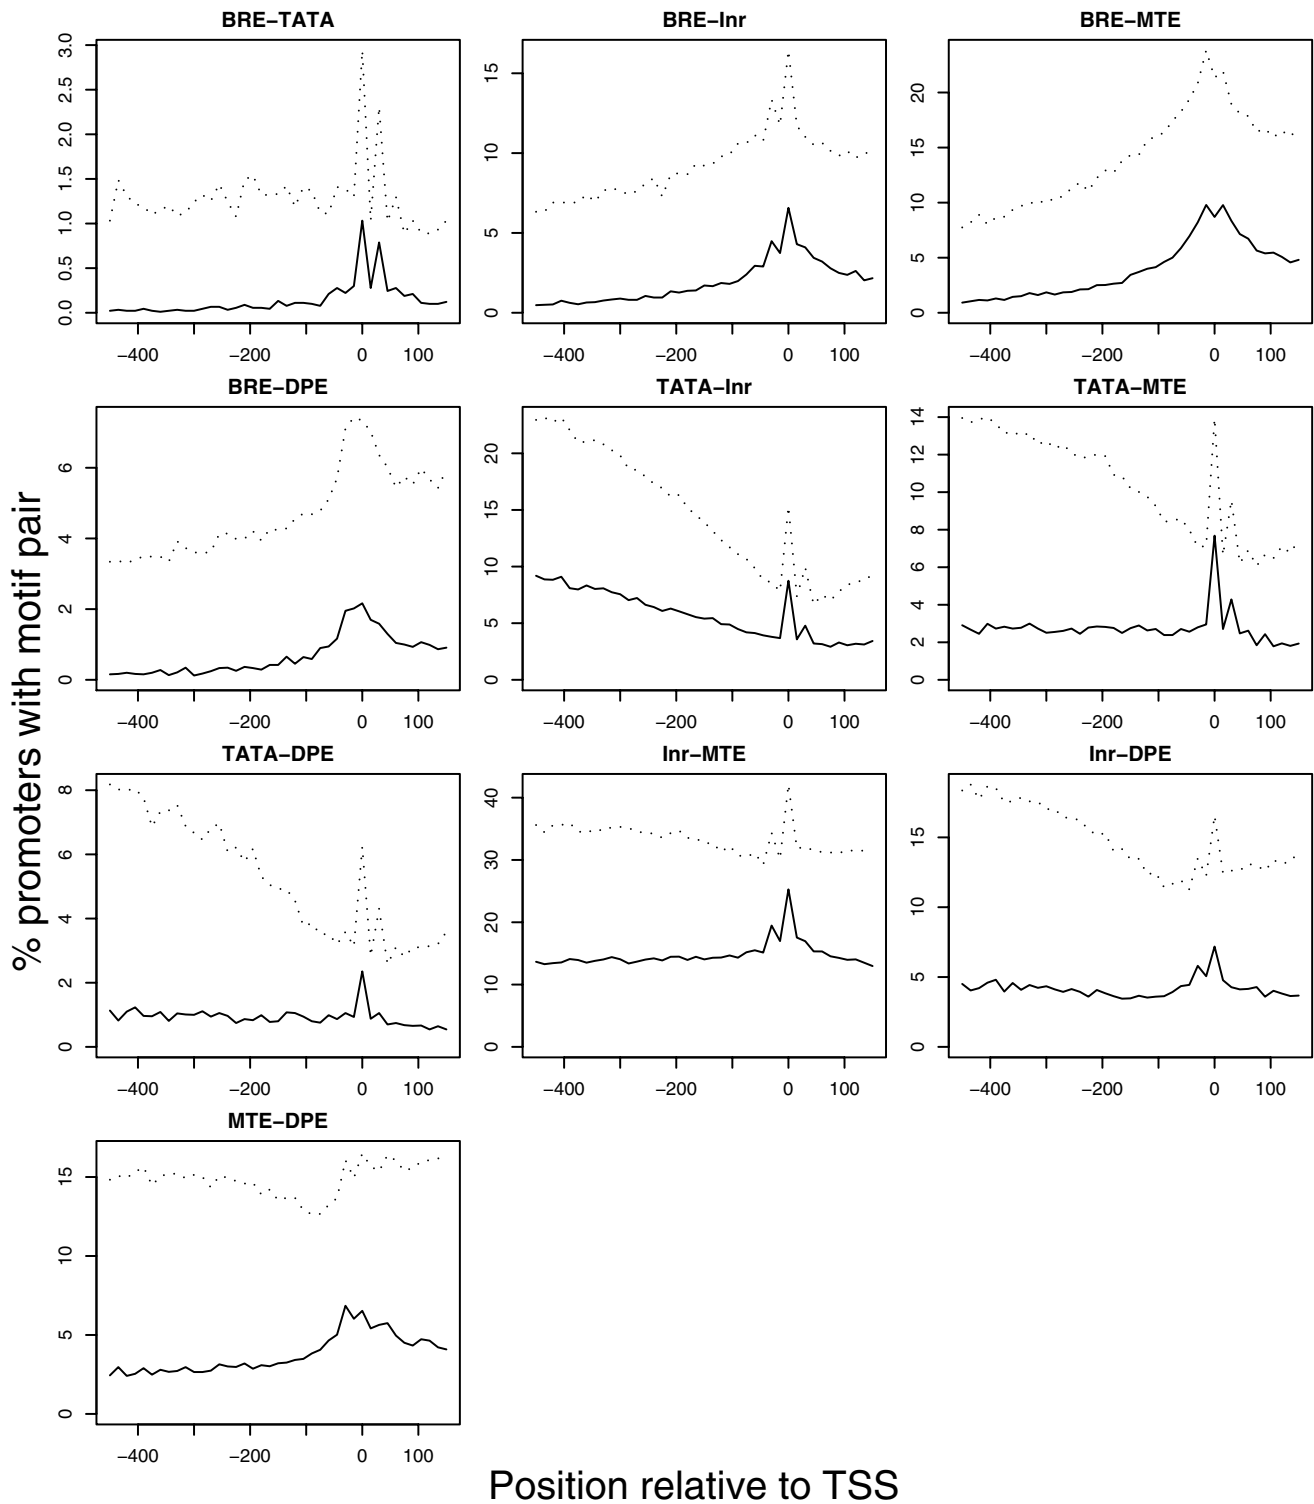 BRE−TATA
BRE−Inr
BRE−MTE
0.0 0.5 1.0 1.5 2.0 2.5 3.0
0 5 10 15
0 5 10 15 20
−400 −200 0 100
−400 −200 0 100
−400 −200 0 100
BRE−DPE
TATA−Inr
TATA−MTE
0 2 4 6
0 5 10 15 20
0 2 4 6 8 10 12 14
−400 −200 0 100
−400 −200 0 100
−400 −200 0 100
TATA−DPE
Inr−MTE
Inr−DPE
0 2 4 6 8
0 10 20 30 40
0 5 10 15
−400 −200 0 100
−400 −200 0 100
−400 −200 0 100
MTE−DPE
0 5 10 15
−400 −200 0 100
% promoters with motif pair
Position relative to TSS